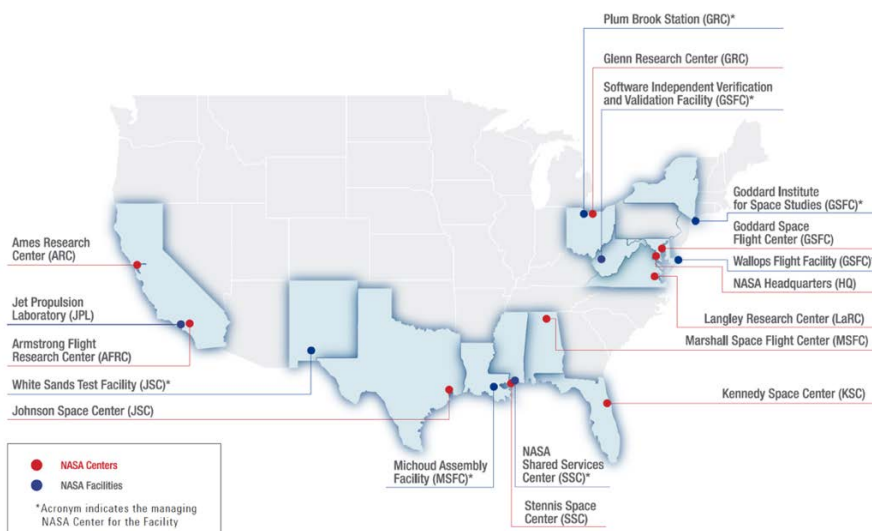 Plum Brook Station (GRC)*
Glenn Research Center (GRC)
Software Independent Verification
and Validation Facility (GSFC)*
Goddard Institute
for Space Studies (GSFC)*
Goddard Space
Flight Center (GSFC)
Wallops Flight Facility (GSFC)*
NASA Headquarters (HQ)
Langley Research Center (LaRC)
Marshall Space Flight Center (MSFC)
Kennedy Space Center (KSC)
Ames Research
Center (ARC)
Jet Propulsion
Laboratory (JPL)
Armstrong Flight
Research Center (AFRC)
White Sands Test Facility (JSC)*
Johnson Space Center (JSC)
Michoud Assembly
Facility (MSFC)*
NASA
Shared Services
Center (SSC)*
Stennis Space
Center (SSC)
NASA Centers
NASA Facilities
*Acronym indicates the managing
NASA Center for the Facility